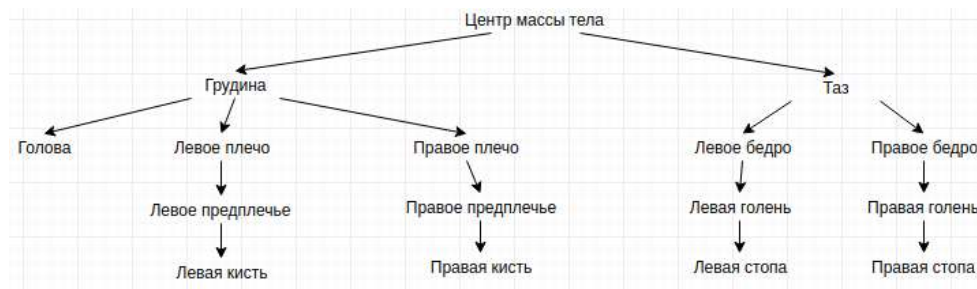 Центр массы тела
Грудина
Таз
Голова
Левое плечо
Правое плечо
Левое бедро
Правое бедро
Левое предплечье
Правое предплечье
Левая голень
Правая голень
Левая кисть
Правая кисть
Левая стопа
Правая стопа